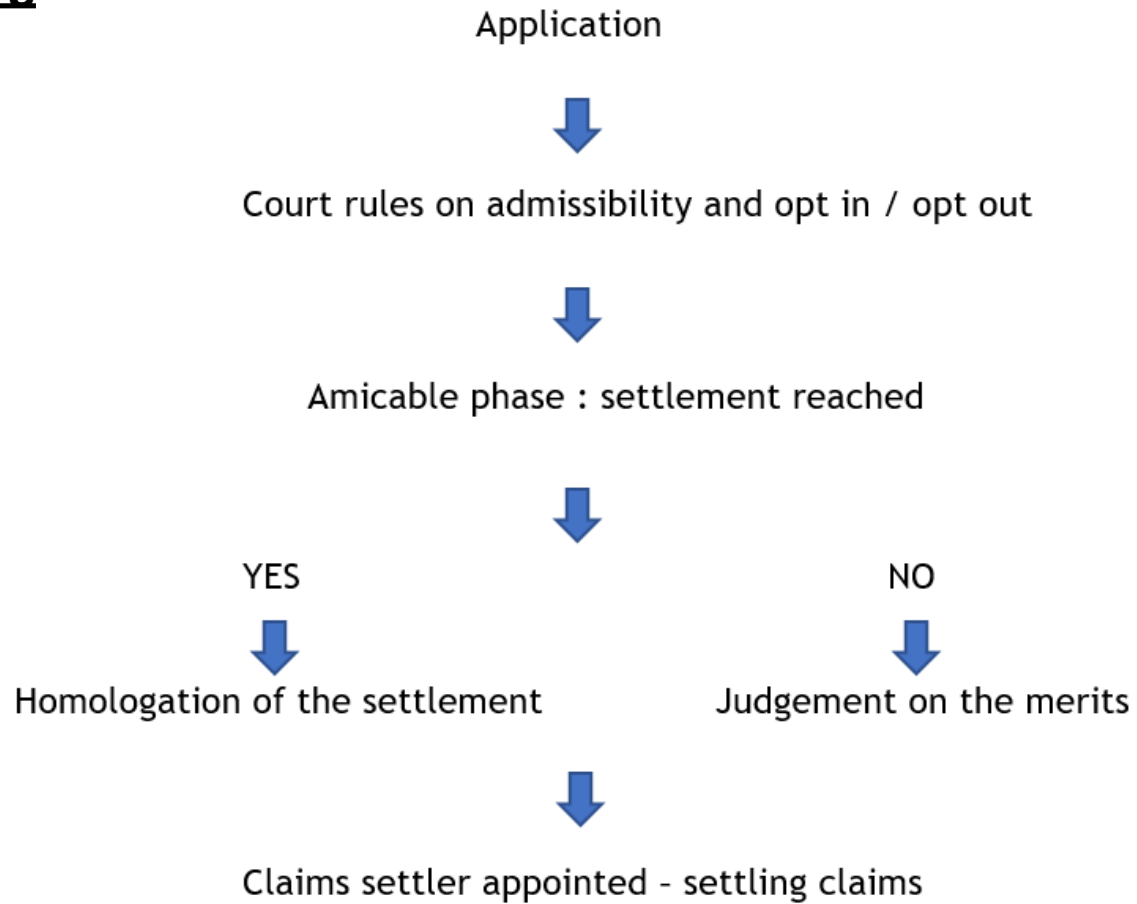 Application
Court rules on admissibility and opt in / opt out
Amicable phase : settlement reached
YES
NO
Homologation of the settlement
Judgement on the merits
Claims settler appointed – settling claims